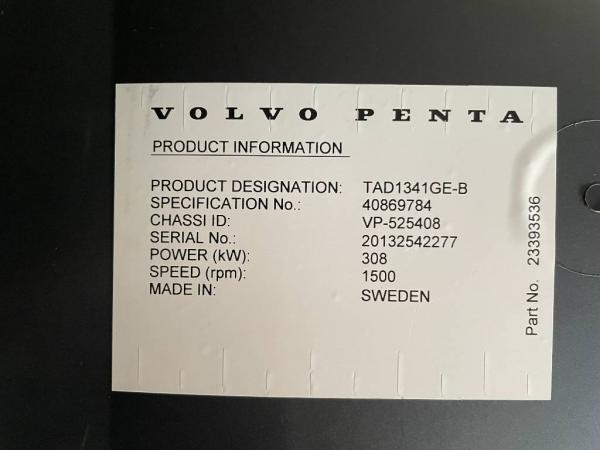 VOLVO PENTA
PRODUCT INFORMATION
PRODUCT DESIGNATION: TAD1341GE-B
SPECIFICATION No.: 40869784
CHASSI ID: VP-525408
SERIAL No.: 20132542277
POWER (kW): 308
SPEED (rpm): 1500
MADE IN: SWEDEN
Part No. 23393536